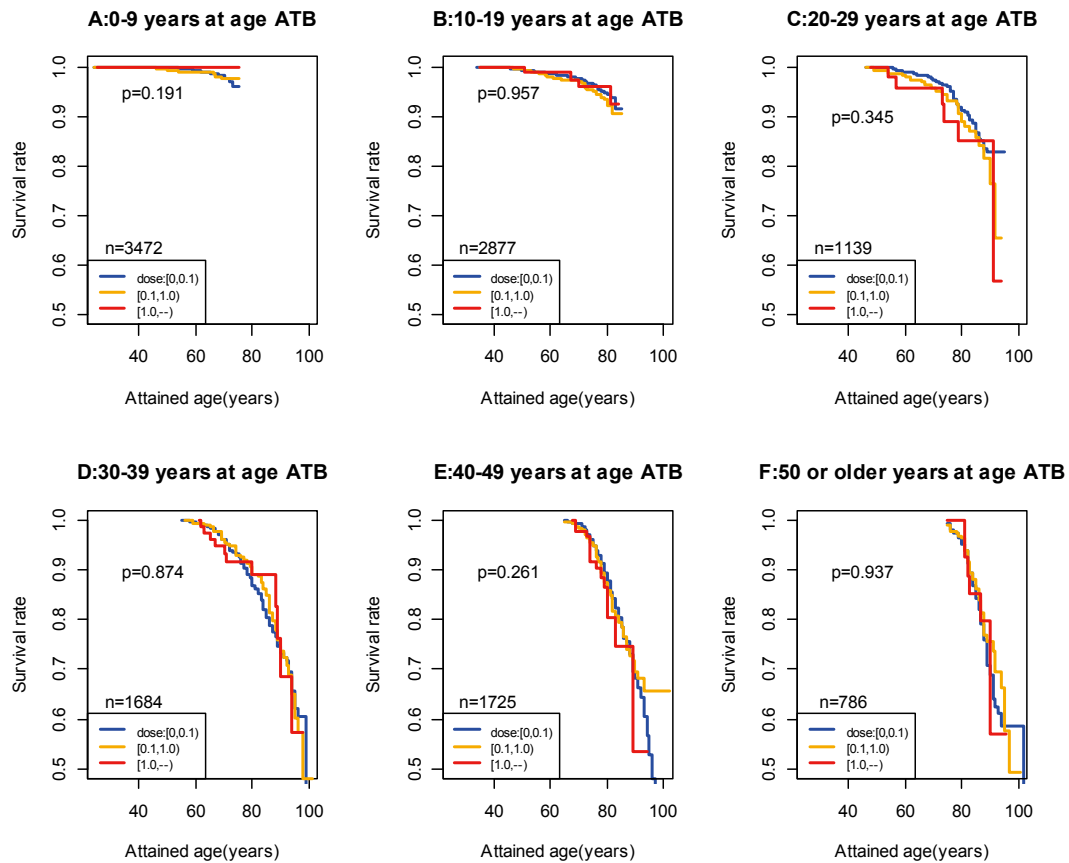 A:0-9 years at age ATB
Survival rate
1.0
0.9
0.8
0.7
0.6
0.5
p=0.191
n=3472
dose:[0,0.1)
[0.1,1.0)
[1.0,--)
40 60 80 100
Attained age(years)
B:10-19 years at age ATB
Survival rate
1.0
0.9
0.8
0.7
0.6
0.5
p=0.957
n=2877
dose:[0,0.1)
[0.1,1.0)
[1.0,--)
40 60 80 100
Attained age(years)
C:20-29 years at age ATB
Survival rate
1.0
0.9
0.8
0.7
0.6
0.5
p=0.345
n=1139
dose:[0,0.1)
[0.1,1.0)
[1.0,--)
40 60 80 100
Attained age(years)
D:30-39 years at age ATB
Survival rate
1.0
0.9
0.8
0.7
0.6
0.5
p=0.874
n=1684
dose:[0,0.1)
[0.1,1.0)
[1.0,--)
40 60 80 100
Attained age(years)
E:40-49 years at age ATB
Survival rate
1.0
0.9
0.8
0.7
0.6
0.5
p=0.261
n=1725
dose:[0,0.1)
[0.1,1.0)
[1.0,--)
40 60 80 100
Attained age(years)
F:50 or older years at age ATB
Survival rate
1.0
0.9
0.8
0.7
0.6
0.5
p=0.937
n=786
dose:[0,0.1)
[0.1,1.0)
[1.0,--)
40 60 80 100
Attained age(years)